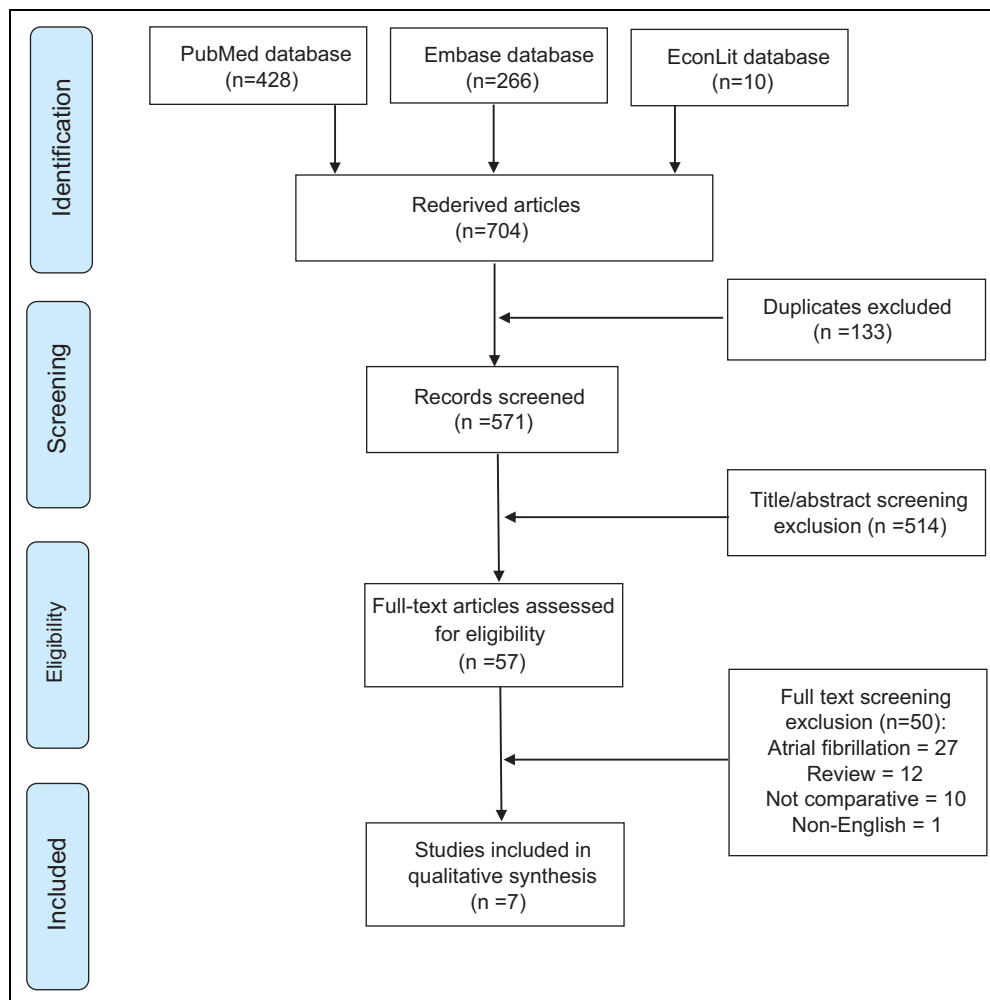 Identification
PubMed database
(n=428)
Embase database
(n=266)
EconLit database
(n=10)
Rederived articles
(n=704)
Screening
Duplicates excluded
(n =133)
Records screened
(n =571)
Title/abstract screening
exclusion (n =514)
Eligibility
Full-text articles assessed
for eligibility
(n =57)
Full text screening
exclusion (n=50):
Atrial fibrillation = 27
Review = 12
Not comparative = 10
Non-English = 1
Included
Studies included in
qualitative synthesis
(n =7)